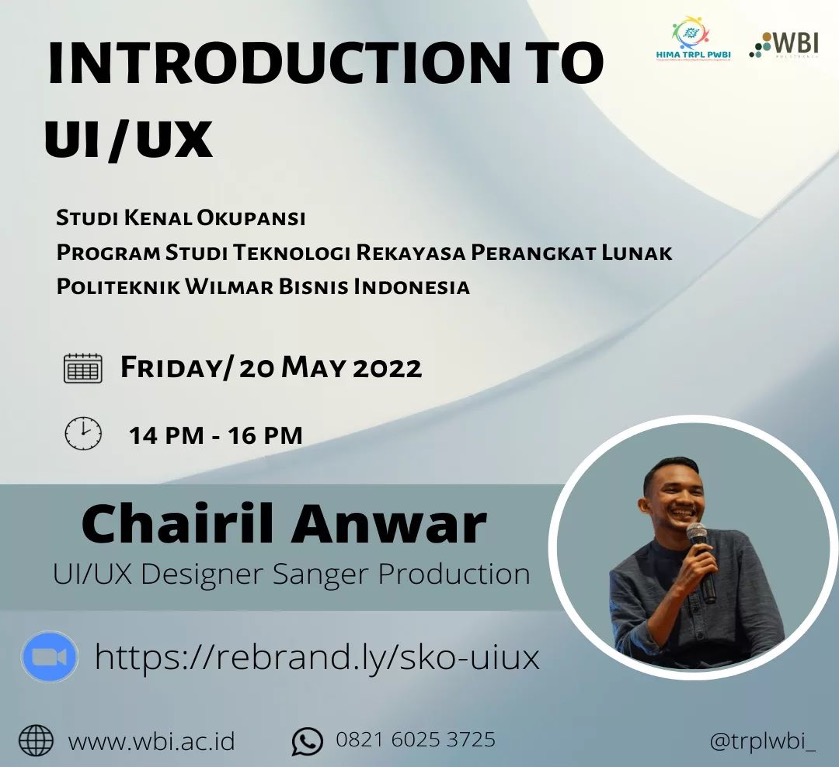 INTRODUCTION TO
UI/UX
HIMA TRPL PWBI
WBI
POLITEKNIK
STUDI KENAL OKUPANSI
PROGRAM STUDI TEKNOLOGI REKAYASA PERANGKAT LUNAK
POLITEKNIK WILMAR BISNIS INDONESIA
FRIDAY/ 20 MAY 2022
14 PM - 16 PM
Chairil Anwar
UI/UX Designer Sanger Production
https://rebrand.ly/sko-uiux
www.wbi.ac.id
0821 6025 3725
@trplwbi_